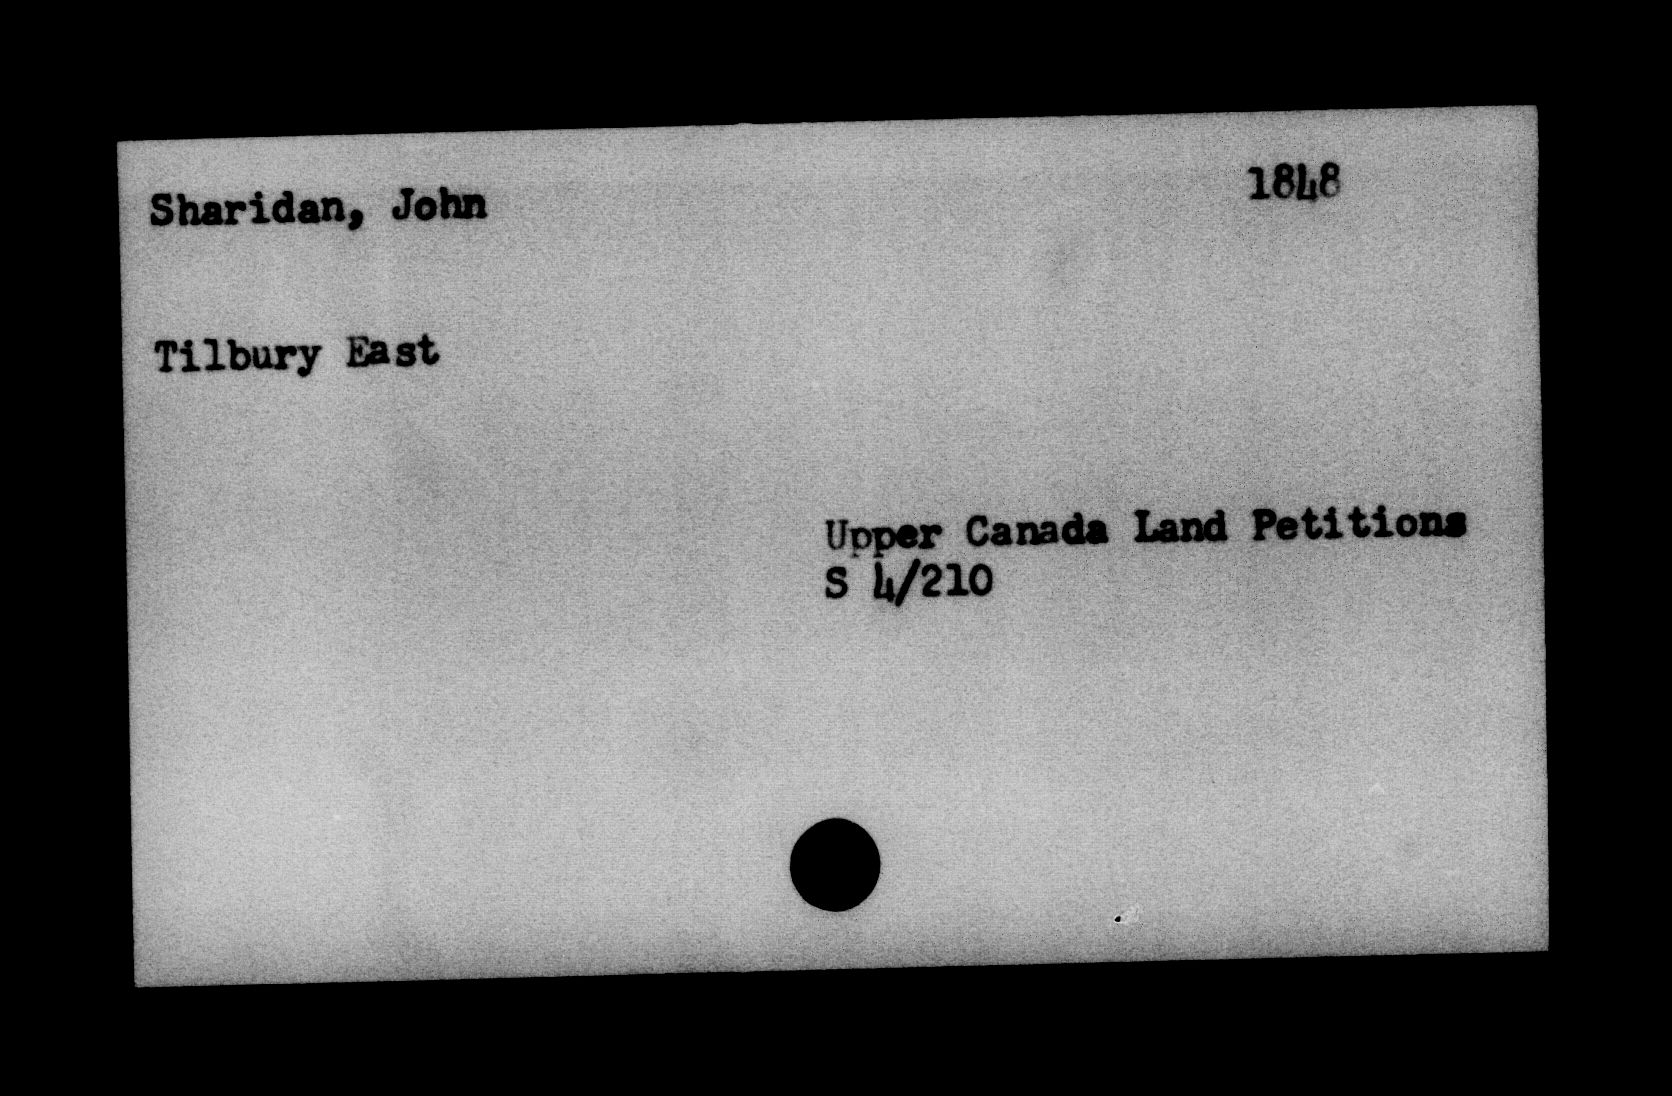 Sharidan, John 1848
Tilbury East
Upper Canada Land Petitions
S 4/210